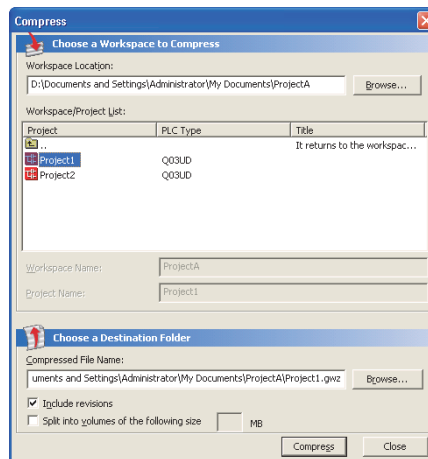 Compress
Choose a Workspace to Compress
Workspace Location:
D:\Documents and Settings\Administrator\My Documents\ProjectA
Browse...
Workspace/Project List:
Project PLC Type Title
.. It returns to the workspac...
Project1 Q03UD
Project2 Q03UD
Workspace Name: ProjectA
Project Name: Project1
Choose a Destination Folder
Compressed File Name:
uments and Settings\Administrator\My Documents\ProjectA\Project1.gwz
Browse...
Include revisions
Split into volumes of the following size MB
Compress Close